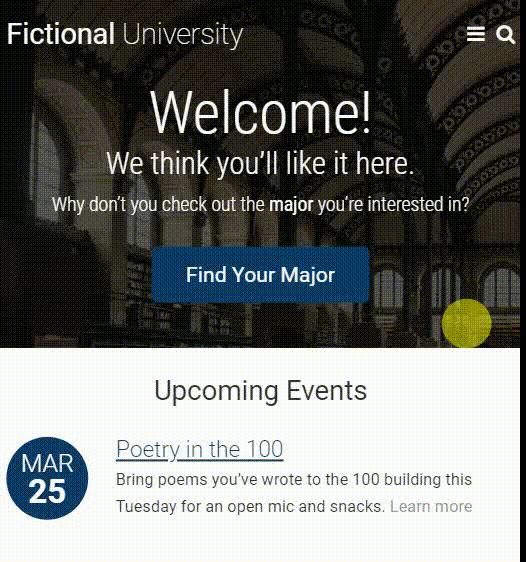 Fictional University
Welcome!
We think you'll like it here.
Why don't you check out the major you're interested in?
Find Your Major
Upcoming Events
MAR
25
Poetry in the 100
Bring poems you've wrote to the 100 building this
Tuesday for an open mic and snacks. Learn more